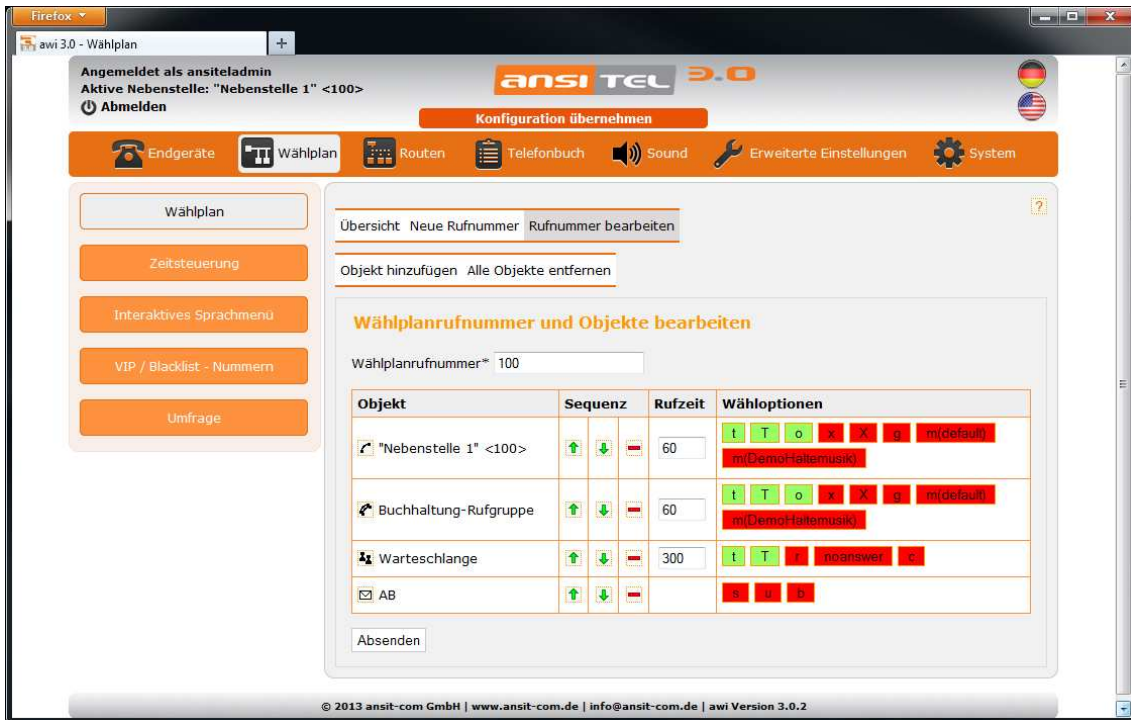 Firefox
awi 3.0 - Wählplan
Angemeldet als ansiteladmin
Aktive Nebenstelle: "Nebenstelle 1" <100>
Abmelden
ansi TEL 3.0
Konfiguration übernehmen
Endgeräte Wählplan Routen Telefonbuch Sound Erweiterte Einstellungen System
Wählplan
Zeitsteuerung
Interaktives Sprachmenü
VIP / Blacklist - Nummern
Umfrage
?
Übersicht Neue Rufnummer Rufnummer bearbeiten
Objekt hinzufügen Alle Objekte entfernen
Wählplanrufnummer und Objekte bearbeiten
Wählplanrufnummer* 100
Objekt Sequenz Rufzeit Wähloptionen
"Nebenstelle 1" <100> 60 t T o x X g m(default)
m(DemoHaltemusik)
Buchhaltung-Rufgruppe 60 t T o x X g m(default)
m(DemoHaltemusik)
Warteschlange 300 t T r noanswer c
AB s u b
Absenden
© 2013 ansit-com GmbH | www.ansit-com.de | info@ansit-com.de | awi Version 3.0.2